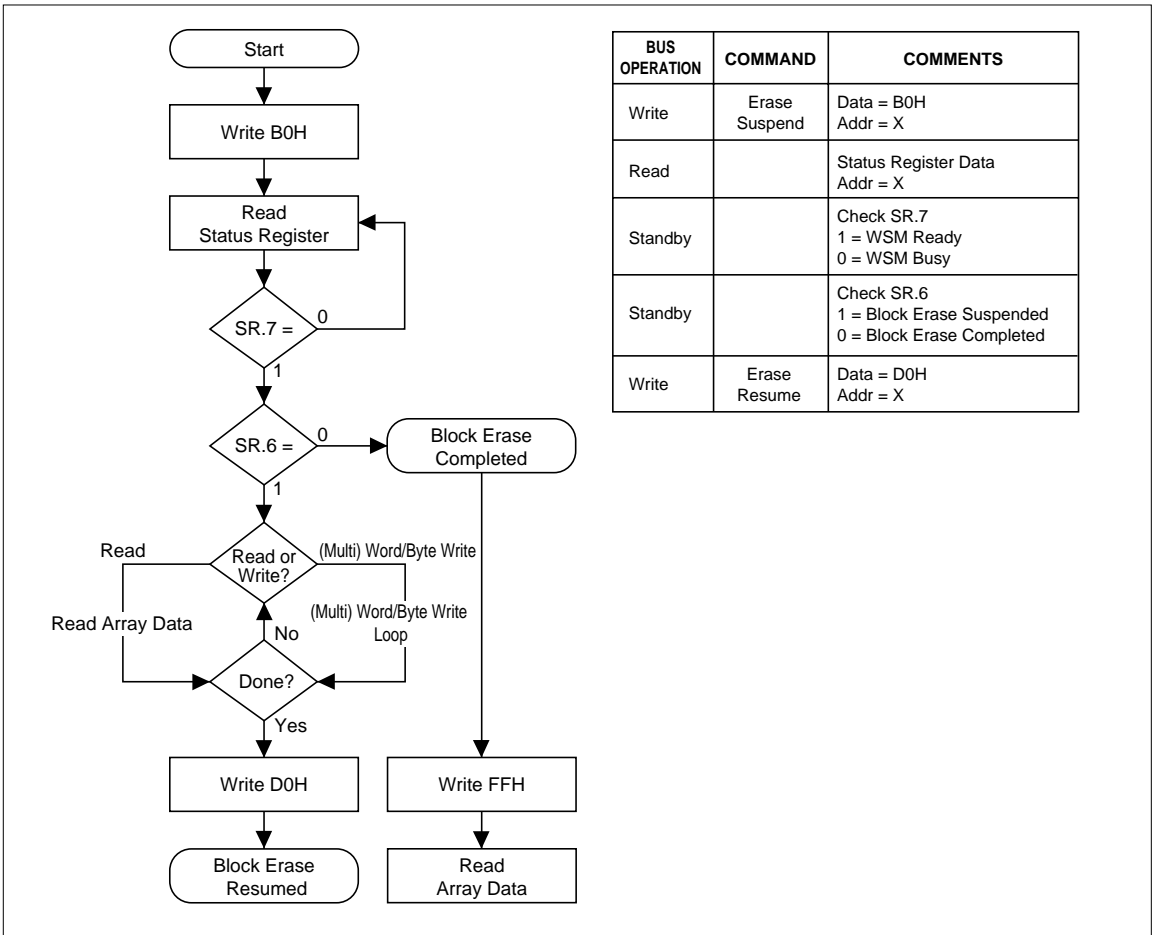 Start
Write B0H
Read
Status Register
SR.7 =
0
1
SR.6 =
0
Block Erase
Completed
1
Read
Read or
Write?
(Multi) Word/Byte Write
Read Array Data
(Multi) Word/Byte Write
Loop
No
Done?
Yes
Write D0H
Write FFH
Block Erase
Resumed
Read
Array Data
BUS
OPERATION
COMMAND
COMMENTS
Write
Erase
Suspend
Data = B0H
Addr = X
Read
Status Register Data
Addr = X
Standby
Check SR.7
1 = WSM Ready
0 = WSM Busy
Standby
Check SR.6
1 = Block Erase Suspended
0 = Block Erase Completed
Write
Erase
Resume
Data = D0H
Addr = X